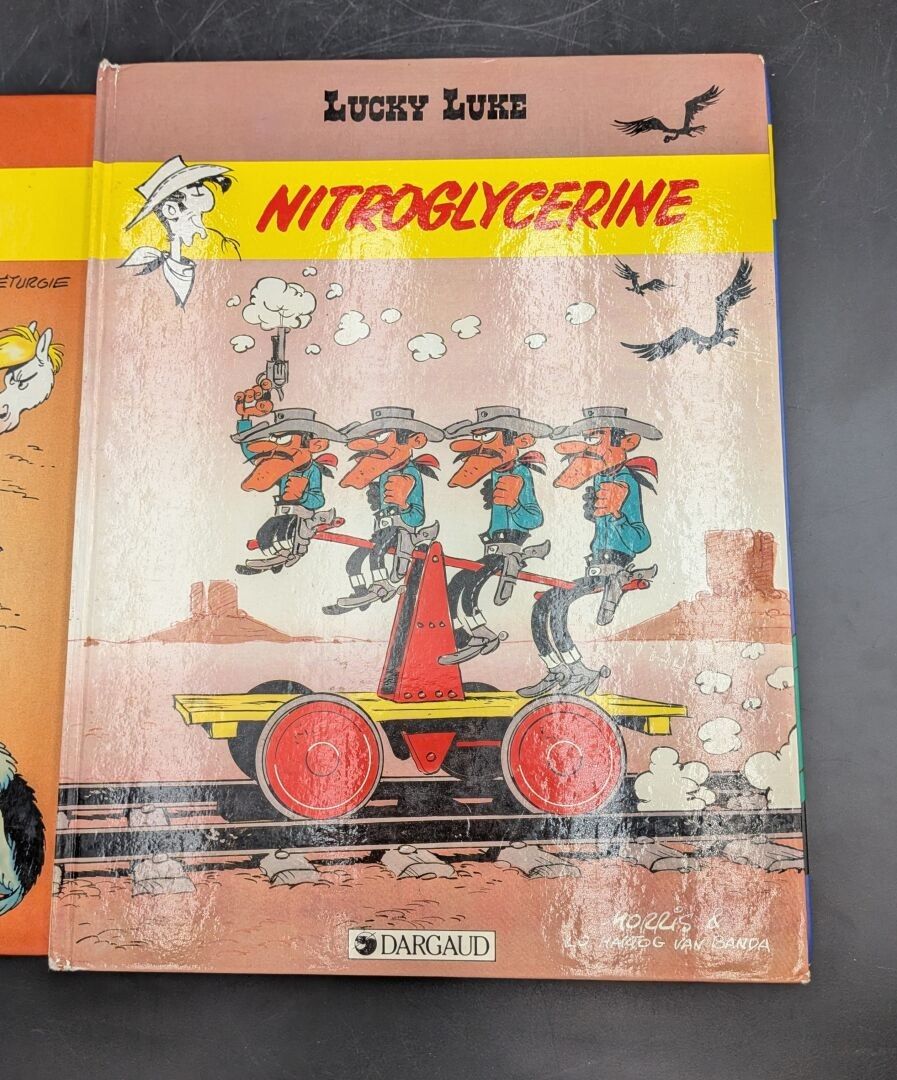 LUCKY LUKE
NITROGLYCERINE
ÉTURGIE
DARGAUD
MORRIS &
LO HARTOG VAN BANDA